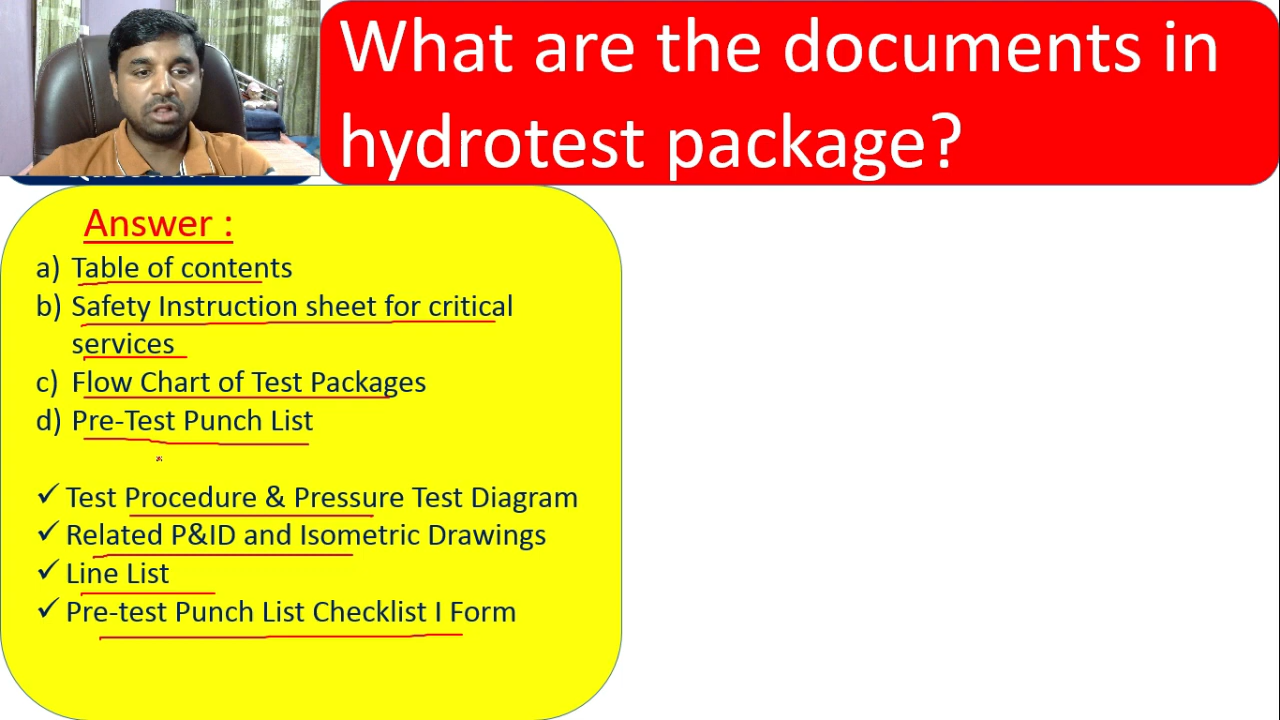 What are the documents in
hydrotest package?
Answer :
a) Table of contents
b) Safety Instruction sheet for critical
services
c) Flow Chart of Test Packages
d) Pre-Test Punch List
✓ Test Procedure & Pressure Test Diagram
✓ Related P&ID and Isometric Drawings
✓ Line List
✓ Pre-test Punch List Checklist I Form